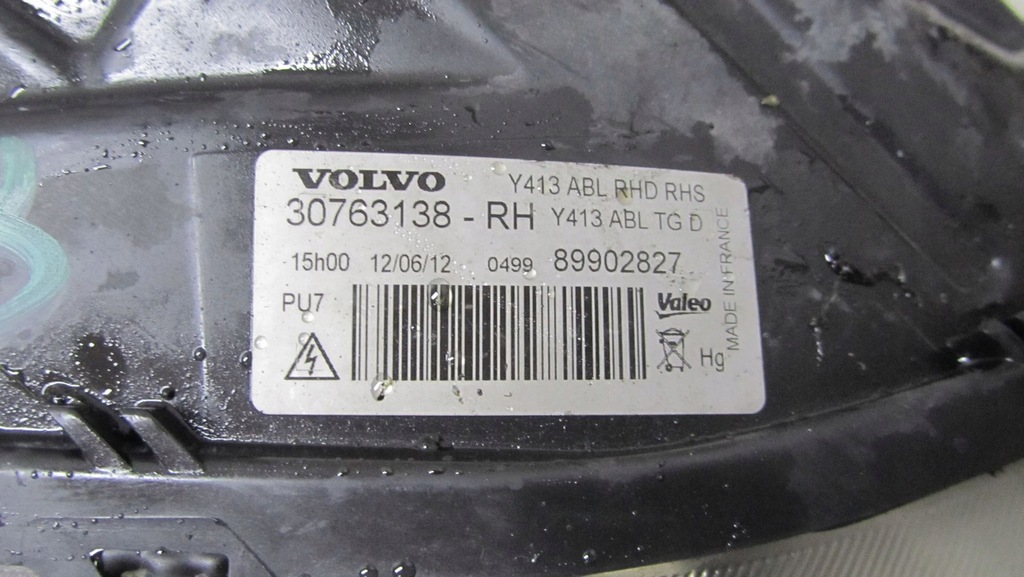 VOLVO Y413 ABL RHD RHS
30763138 - RH Y413 ABL TG D
15h00 12/06/12 0499 89902827
PU7 Valeo
Hg
MADE IN FRANCE